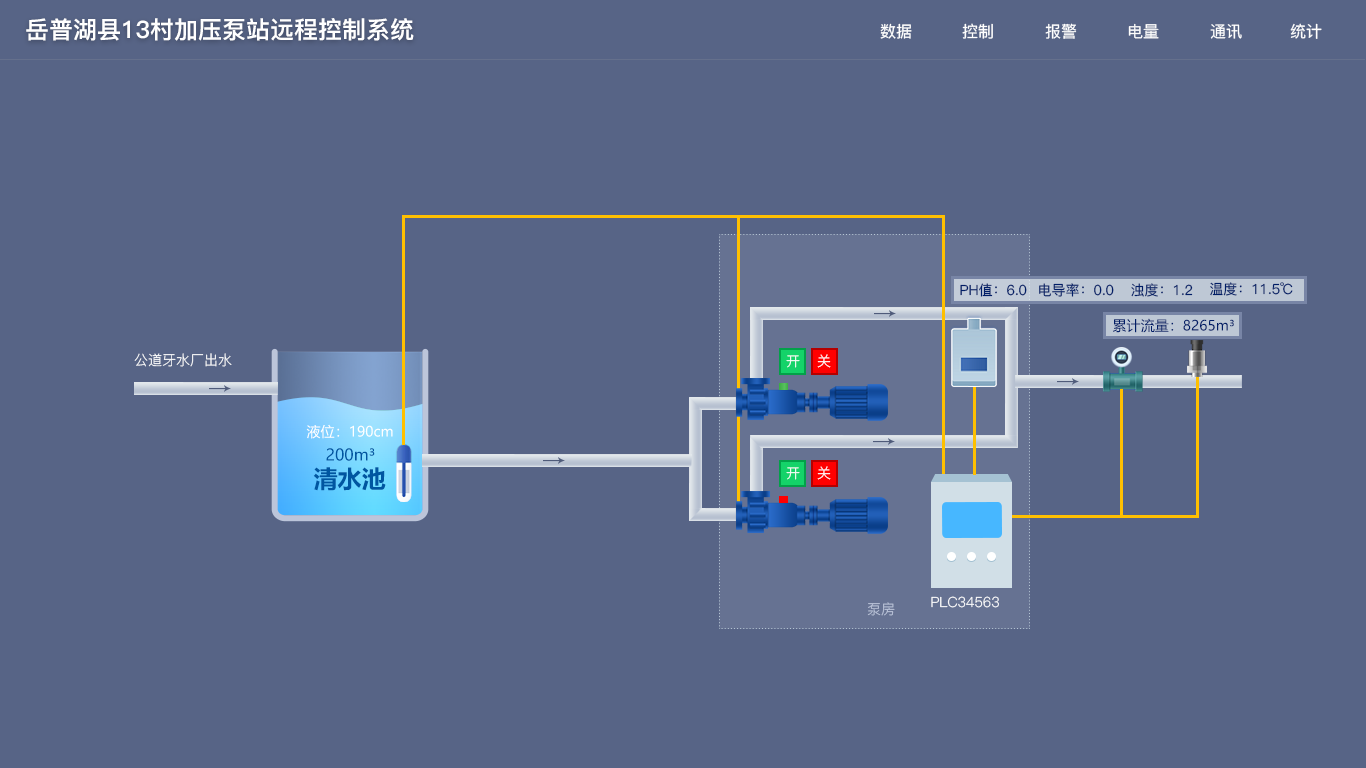 岳普湖县13村加压泵站远程控制系统
数据 控制 报警 电量 通讯 统计
PH值：6.0 电导率：0.0 浊度：1.2 温度：11.5℃
累计流量：8265m³
公道牙水厂出水
开 关
液位：190cm
200m³
清水池
开 关
PLC34563
泵房